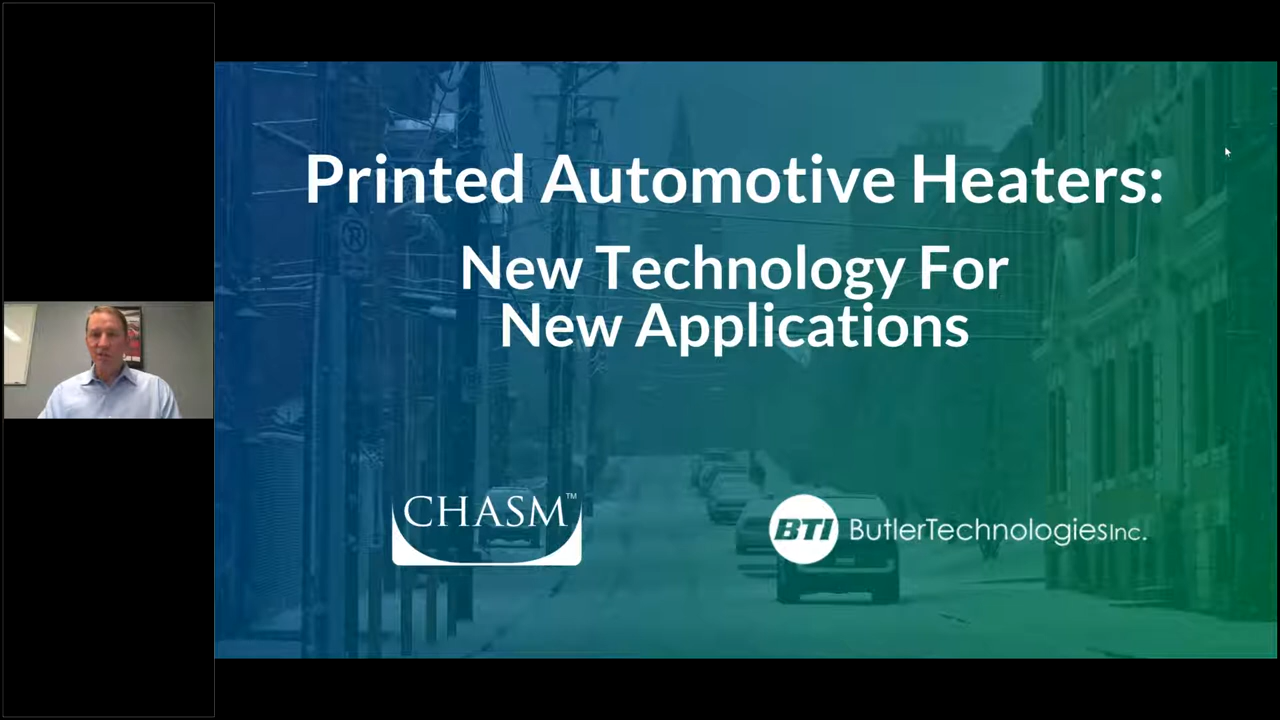 Printed Automotive Heaters:
New Technology For
New Applications
CHASM™
BTI ButlerTechnologiesInc.